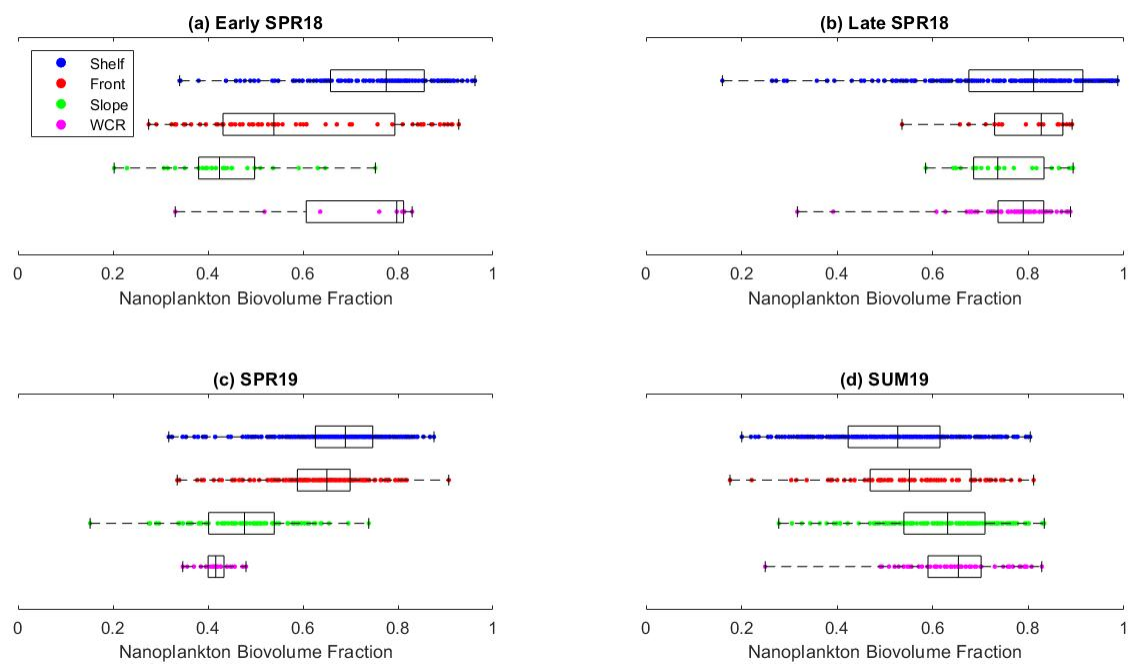 (a) Early SPR18
Shelf
Front
Slope
WCR
0 0.2 0.4 0.6 0.8 1
Nanoplankton Biovolume Fraction
(b) Late SPR18
0 0.2 0.4 0.6 0.8 1
Nanoplankton Biovolume Fraction
(c) SPR19
0 0.2 0.4 0.6 0.8 1
Nanoplankton Biovolume Fraction
(d) SUM19
0 0.2 0.4 0.6 0.8 1
Nanoplankton Biovolume Fraction